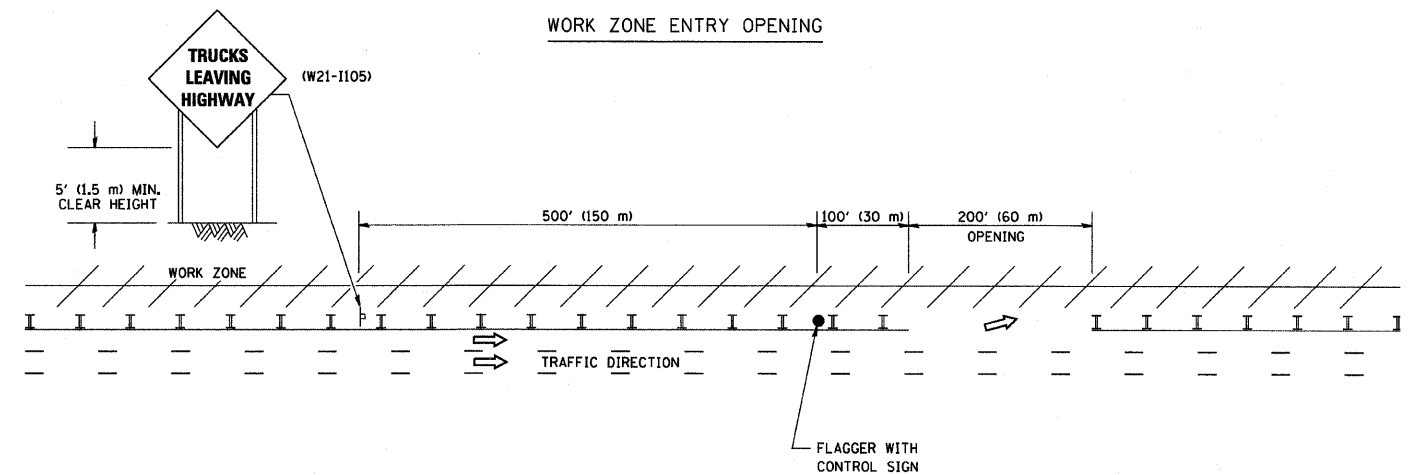 WORK ZONE ENTRY OPENING
TRUCKS
LEAVING
HIGHWAY
(W21-I105)
5' (1.5 m) MIN.
CLEAR HEIGHT
500' (150 m)
100' (30 m)
200' (60 m)
OPENING
WORK ZONE
TRAFFIC DIRECTION
FLAGGER WITH
CONTROL SIGN